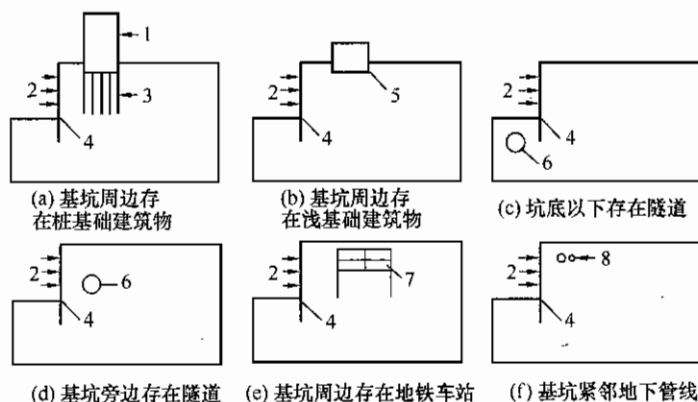 1
2
3
4
(a) 基坑周边存
在桩基础建筑物
2
5
4
(b) 基坑周边存
在浅基础建筑物
2
4
6
(c) 坑底以下存在隧道
2
6
4
(d) 基坑旁边存在隧道
2
7
4
(e) 基坑周边存在地铁车站
8
2
4
(f) 基坑紧邻地下管线